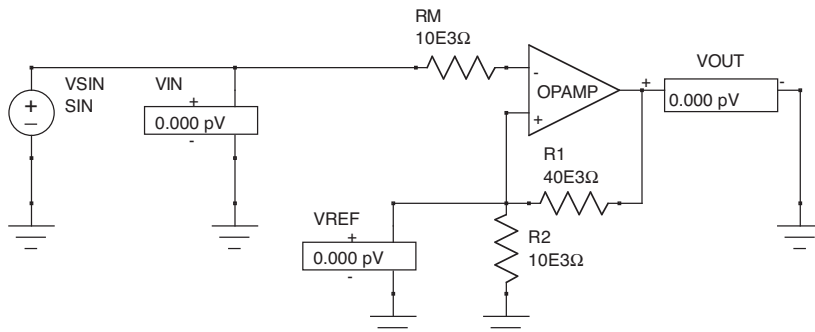 RM
10E3Ω
VSIN
SIN
+
–
VIN
+
0.000 pV
-
-
OPAMP
+
+
VOUT
-
0.000 pV
R1
40E3Ω
VREF
+
0.000 pV
-
R2
10E3Ω